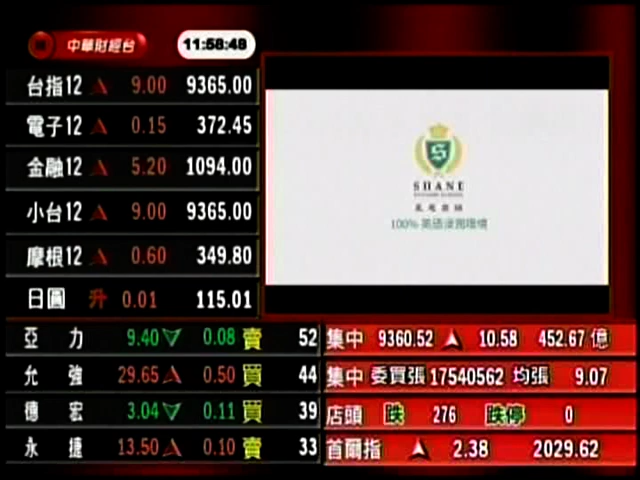 中華財經台 11:58:48
台指12 9.00 9365.00
電子12 0.15 372.45
金融12 5.20 1094.00
小台12 9.00 9365.00
摩根12 0.60 349.80
日圓 升 0.01 115.01
S
SHANE
100% 美語浸潤環境
亞力 9.40 0.08 賣 52
允強 29.65 0.50 買 44
德宏 3.04 0.11 買 39
永捷 13.50 0.10 賣 33
集中 9360.52 10.58 452.67 億
集中 委買張 17540562 均張 9.07
店頭 跌 276 跌停 0
首爾指 2.38 2029.62